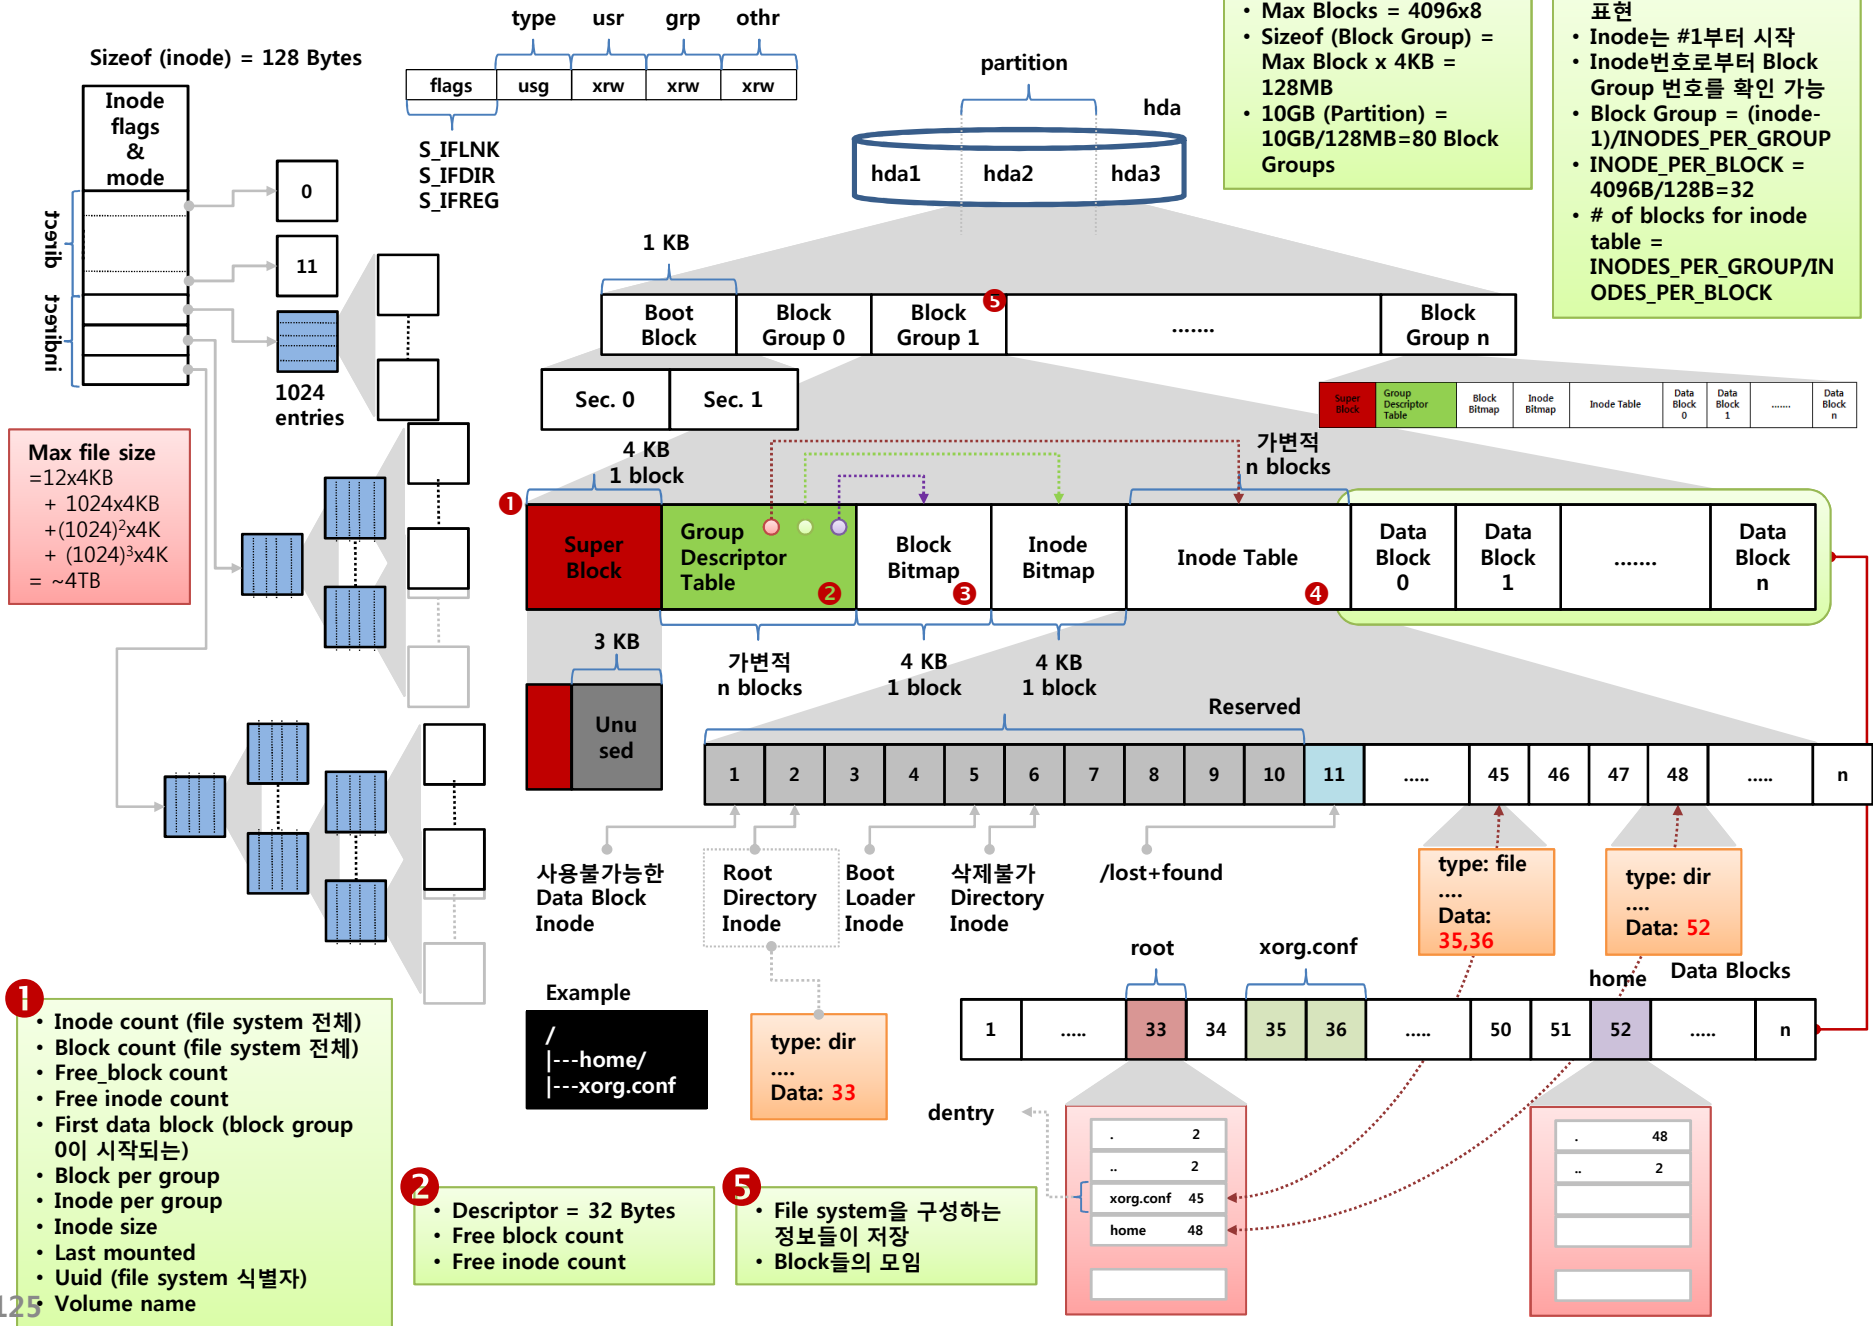 type usr grp othr
Sizeof (inode) = 128 Bytes
flags usg xrw xrw xrw
S_IFLNK
S_IFDIR
S_IFREG
Inode
flags
&
mode
direct
indirect
0
11
1024
entries
Max file size
=12x4KB
+ 1024x4KB
+(1024)²x4K
+ (1024)³x4K
= ~4TB
partition
hda
hda1 hda2 hda3
• Max Blocks = 4096x8
• Sizeof (Block Group) =
Max Block x 4KB =
128MB
• 10GB (Partition) =
10GB/128MB=80 Block
Groups
표현
• Inode는 #1부터 시작
• Inode번호로부터 Block
Group 번호를 확인 가능
• Block Group = (inode-
1)/INODES_PER_GROUP
• INODE_PER_BLOCK =
4096B/128B=32
• # of blocks for inode
table =
INODES_PER_GROUP/IN
ODES_PER_BLOCK
1 KB
Boot
Block
Block
Group 0
Block
Group 1
5
.......
Block
Group n
Sec. 0 Sec. 1
Super
Block
Group
Descriptor
Table
Block
Bitmap
Inode
Bitmap
Inode Table
Data
Block
0
Data
Block
1
.......
Data
Block
n
4 KB
1 block
가변적
n blocks
1
Super
Block
Group
Descriptor
Table
2
Block
Bitmap
3
Inode
Bitmap
Inode Table
4
Data
Block
0
Data
Block
1
.......
Data
Block
n
3 KB
Unu
sed
가변적
n blocks
4 KB
1 block
4 KB
1 block
Reserved
1 2 3 4 5 6 7 8 9 10 11 ..... 45 46 47 48 ..... n
사용불가능한
Data Block
Inode
Root
Directory
Inode
Boot
Loader
Inode
삭제불가
Directory
Inode
/lost+found
type: file
....
Data:
35,36
type: dir
....
Data: 52
root
xorg.conf
home
Data Blocks
1 ..... 33 34 35 36 ..... 50 51 52 ..... n
Example
/
|---home/
|---xorg.conf
type: dir
....
Data: 33
dentry
. 2
.. 2
xorg.conf 45
home 48
. 48
.. 2
1
• Inode count (file system 전체)
• Block count (file system 전체)
• Free_block count
• Free inode count
• First data block (block group
0이 시작되는)
• Block per group
• Inode per group
• Inode size
• Last mounted
• Uuid (file system 식별자)
• Volume name
2
• Descriptor = 32 Bytes
• Free block count
• Free inode count
5
• File system을 구성하는
정보들이 저장
• Block들의 모임
125